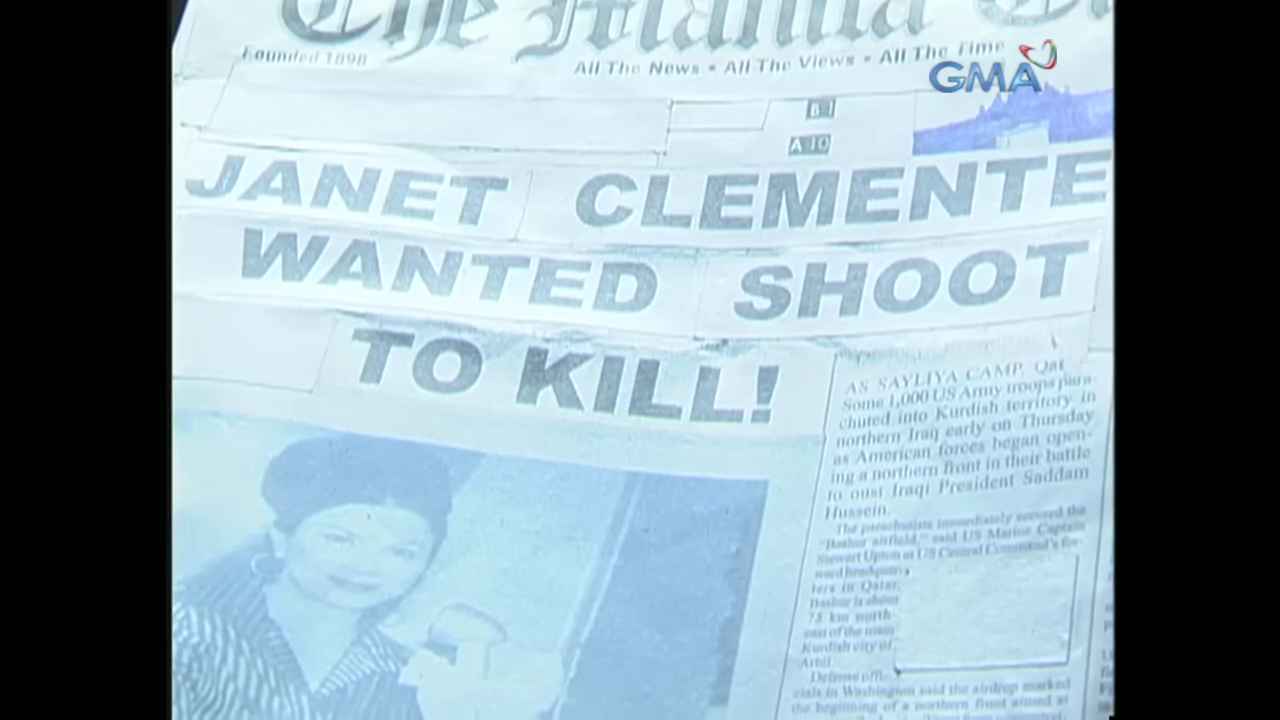 The Manila
Founded 1898
All The News • All The Views • All The Time
GMA
B 1
A 10
JANET CLEMENTE
WANTED SHOOT
TO KILL!
AS SAYLIYA CAMP, Qat
Some 1,000 US Army troops para-
chuted into Kurdish territory in
northern Iraq early on Thursday
as American forces began open-
ing a northern front in their battle
to oust Iraqi President Saddam
Hussein.
The parachutists immediately secured the
"Bashur airfield," said US Marine Captain
Stewart Upton at US Central Command's for-
ward headquar-
ters in Qatar.
Bashur is about
75 km north-
east of the main
Kurdish city of
Arbil.
Defense offi-
cials in Washington said the airdrop marked
the beginning of a northern front aimed at